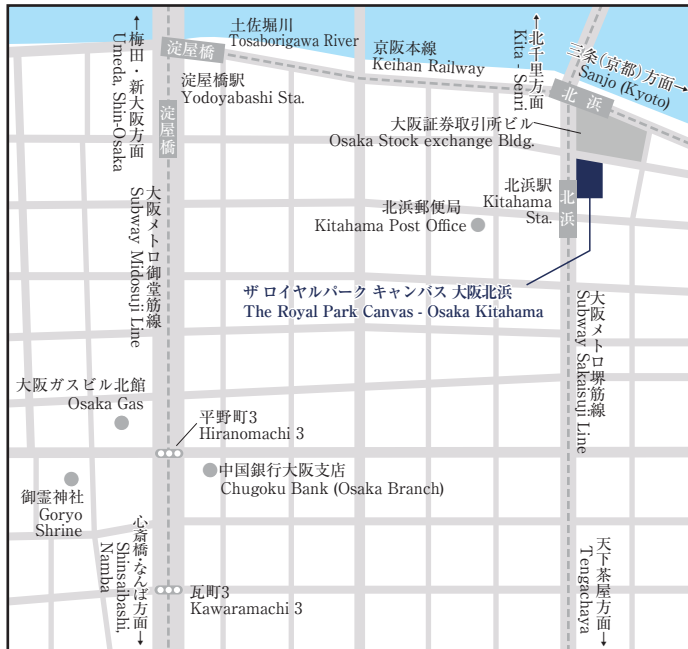 土佐堀川
Tosaborigawa River
京阪本線
Keihan Railway
←梅田・新大阪方面
Umeda, Shin-Osaka
←北千里方面
Kita - Senri
三条(京都)方面→
Sanjo (Kyoto)
淀屋橋
淀屋橋駅
Yodoyabashi Sta.
淀屋橋
北浜
大阪証券取引所ビル
Osaka Stock exchange Bldg.
北浜駅
Kitahama
Sta.
北浜
北浜郵便局
Kitahama Post Office
大阪メトロ御堂筋線
Subway Midosuji Line
ザ ロイヤルパーク キャンバス 大阪北浜
The Royal Park Canvas - Osaka Kitahama
大阪メトロ堺筋線
Subway Sakaisuji Line
大阪ガスビル北館
Osaka Gas
平野町3
Hiranomachi 3
中国銀行大阪支店
Chugoku Bank (Osaka Branch)
御霊神社
Goryo
Shrine
心斎橋・なんば方面→
Shinsaibashi,
Namba
瓦町3
Kawaramachi 3
天下茶屋方面→
Tengachaya